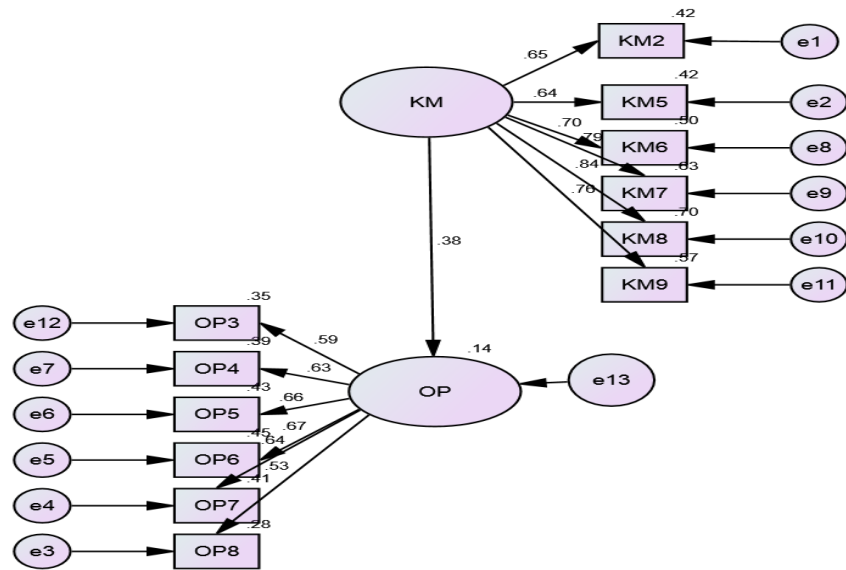 .42
.65
KM2
e1
.42
KM
.64
KM5
e2
.50
.70
KM6
e8
.79
.63
.84
KM7
e9
.76
.70
KM8
e10
.38
.57
KM9
e11
.35
e12
OP3
.59
.39
.14
e7
OP4
.63
e13
.43
OP
e6
OP5
.66
.45
.67
.64
e5
OP6
.53
.41
e4
OP7
.28
e3
OP8